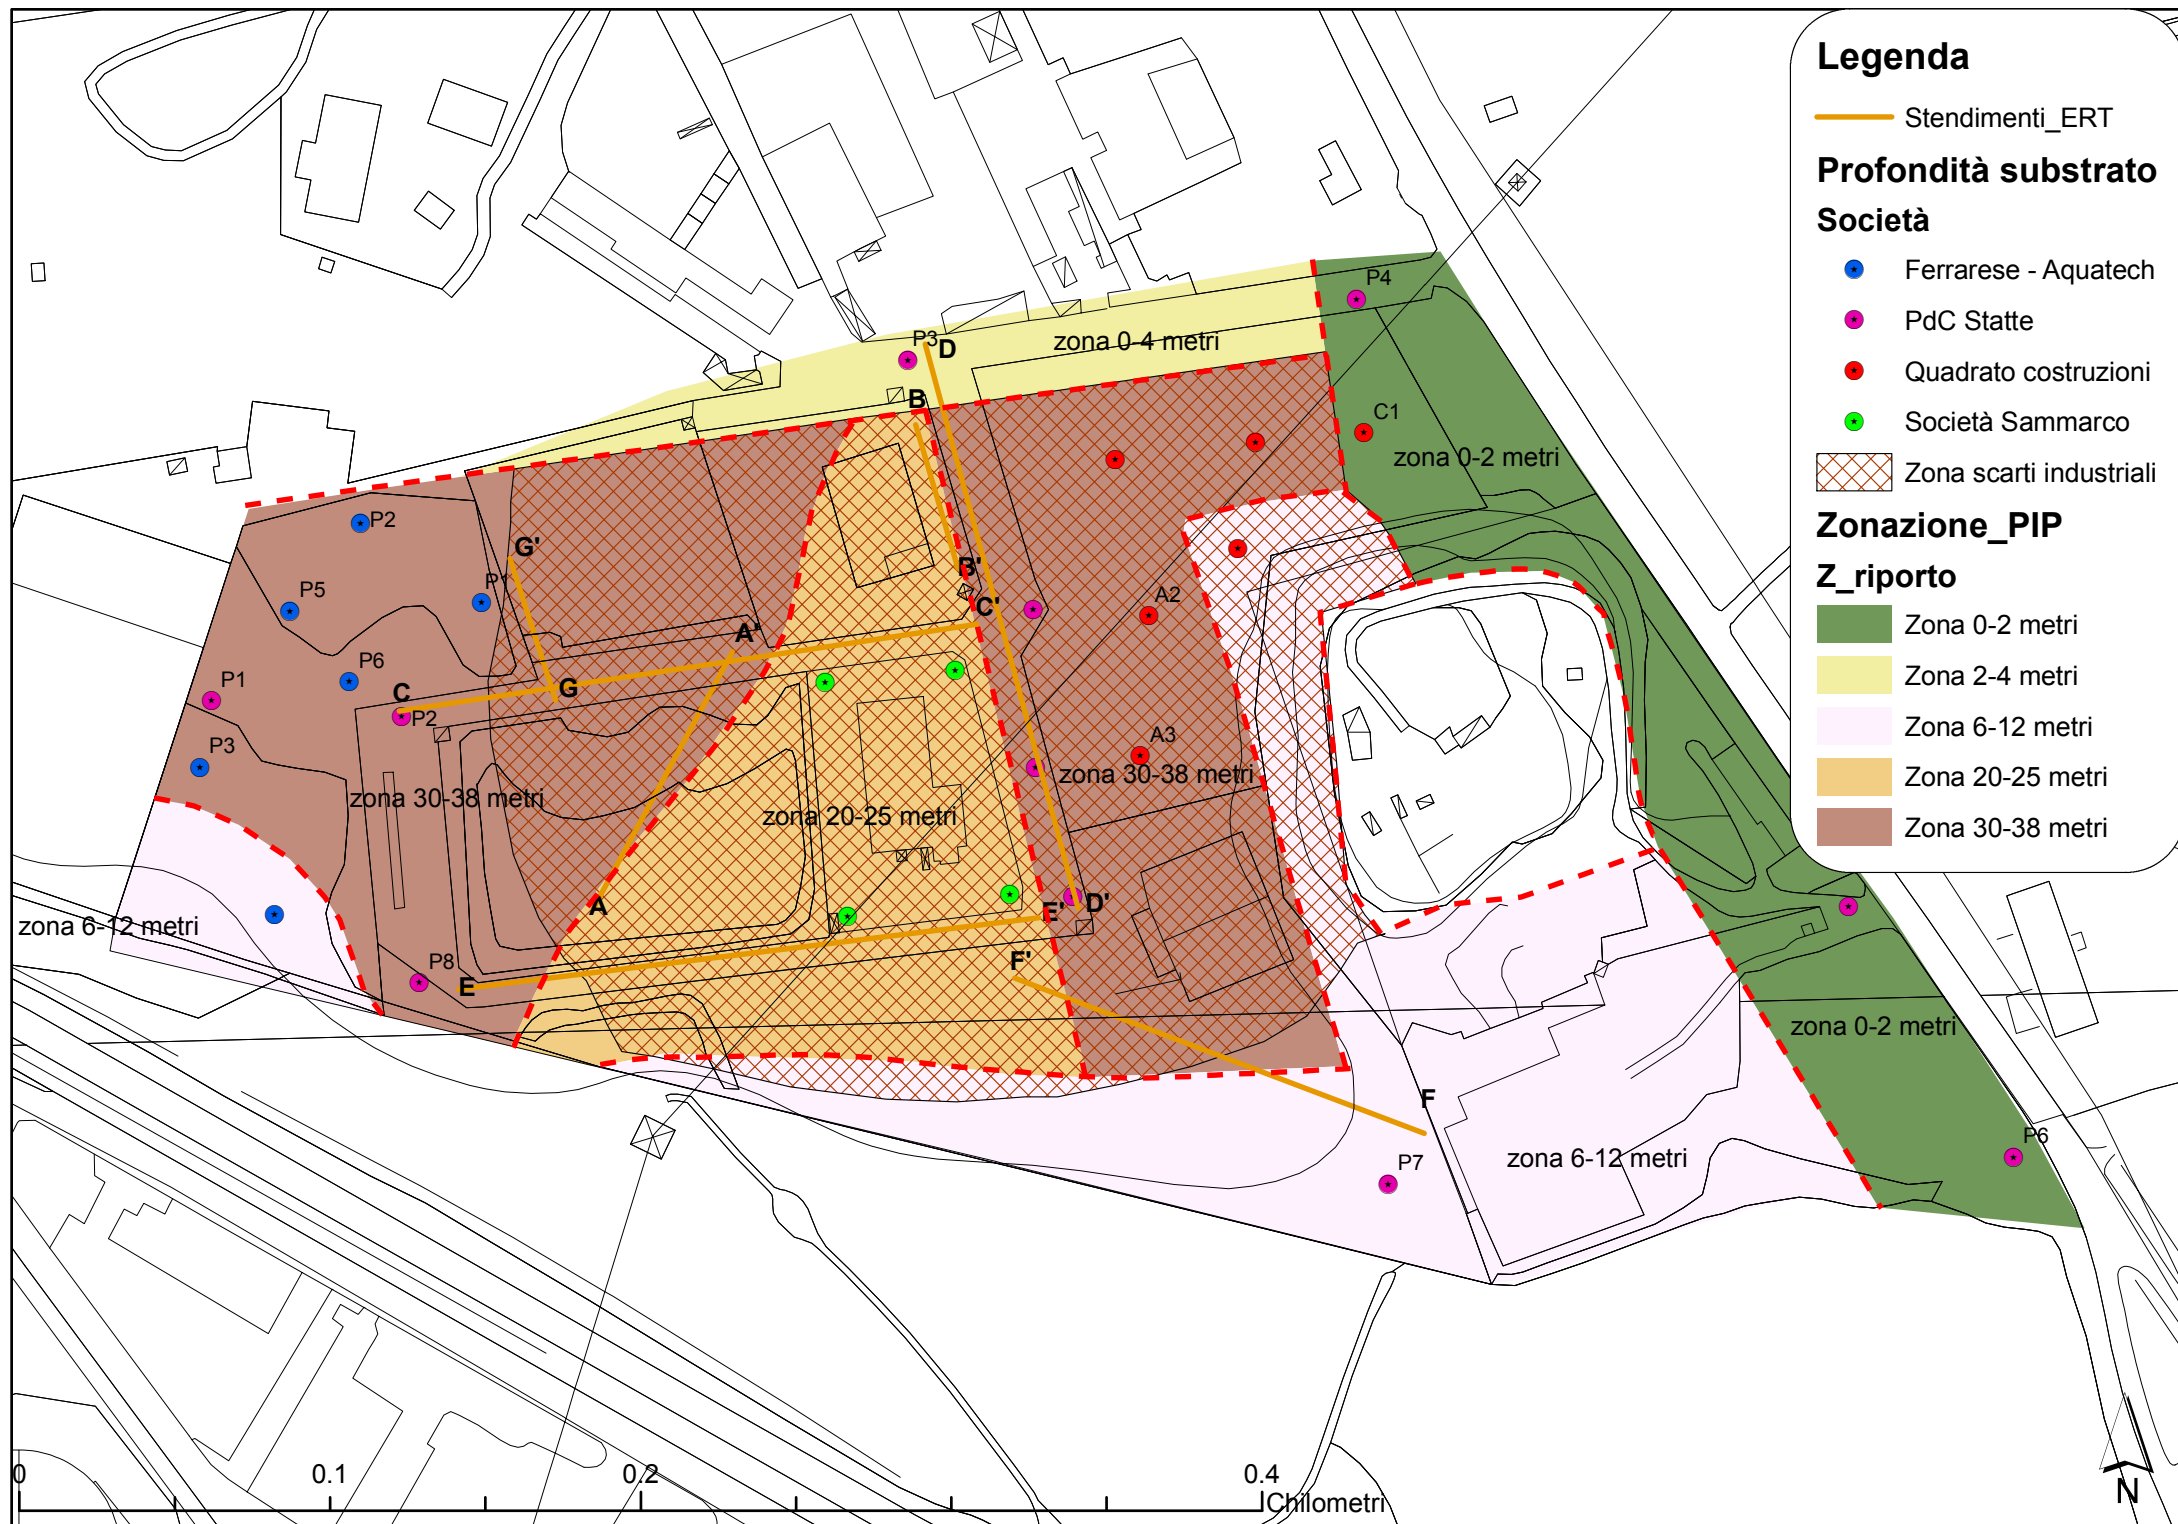 Legenda
Stendimenti_ERT
Profondità substrato
Società
Ferrarese - Aquatech
PdC Statte
Quadrato costruzioni
Società Sammarco
Zona scarti industriali
Zonazione_PIP
Z_riporto
Zona 0-2 metri
Zona 2-4 metri
Zona 6-12 metri
Zona 20-25 metri
Zona 30-38 metri
P4
P3
D
zona 0-4 metri
B
C1
zona 0-2 metri
P2
G'
B'
P5
P1
A2
C'
A'
P6
P1
C
G
P2
P3
A3
zona 30-38 metri
zona 30-38 metri
zona 20-25 metri
A
E'
D'
zona 6-12 metri
P8
F'
E
zona 0-2 metri
F
P6
P7
zona 6-12 metri
0
0.1
0.2
0.4
Chilometri
N